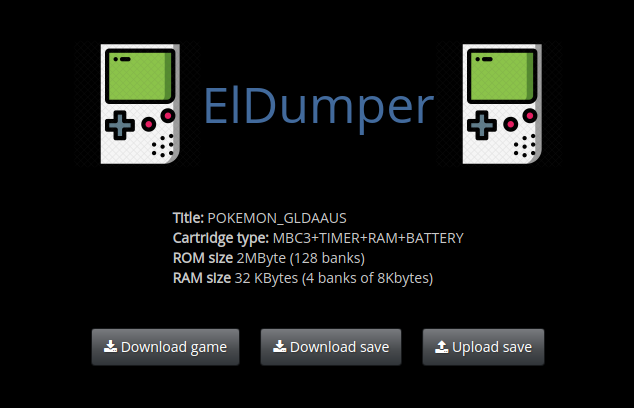 ElDumper
Title: POKEMON_GLDAAUS
Cartridge type: MBC3+TIMER+RAM+BATTERY
ROM size 2MByte (128 banks)
RAM size 32 KBytes (4 banks of 8Kbytes)
Download game Download save Upload save